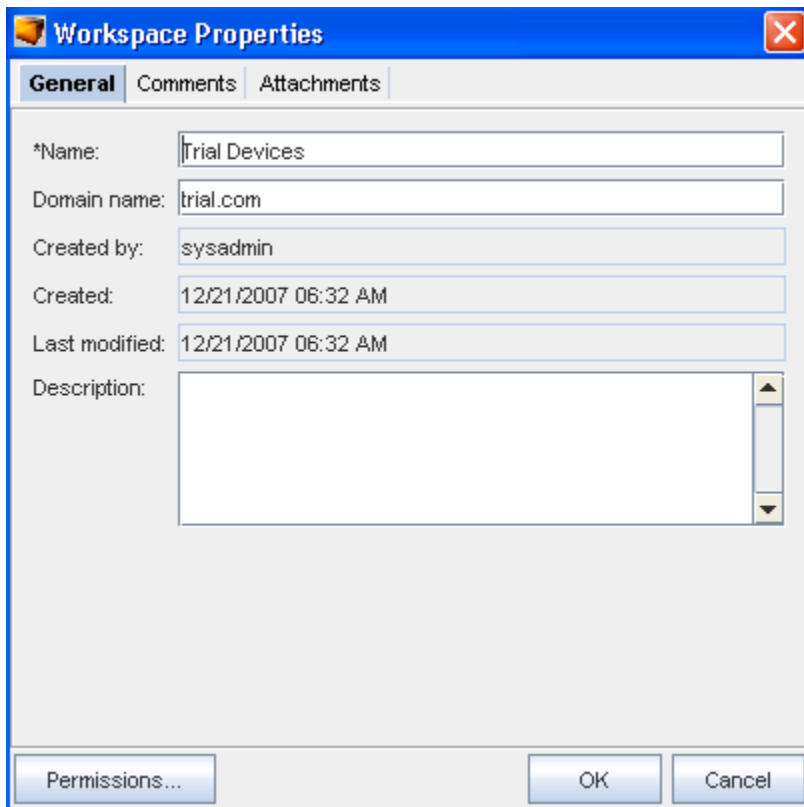 Workspace Properties
General Comments Attachments
*Name: Trial Devices
Domain name: trial.com
Created by: sysadmin
Created: 12/21/2007 06:32 AM
Last modified: 12/21/2007 06:32 AM
Description:
Permissions... OK Cancel